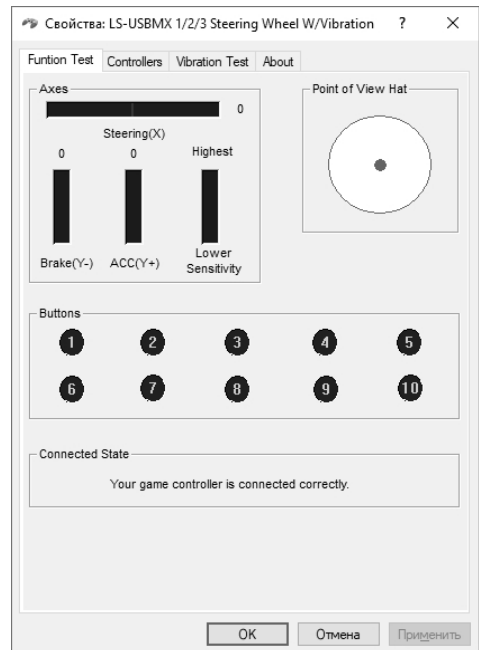 Свойства: LS-USBMX 1/2/3 Steering Wheel W/Vibration ? ×
Funtion Test Controllers Vibration Test About
Axes
0
Steering(X)
0 0 Highest
Brake(Y-) ACC(Y+) Lower
Sensitivity
Point of View Hat
Buttons
1 2 3 4 5
6 7 8 9 10
Connected State
Your game controller is connected correctly.
OK Отмена Применить